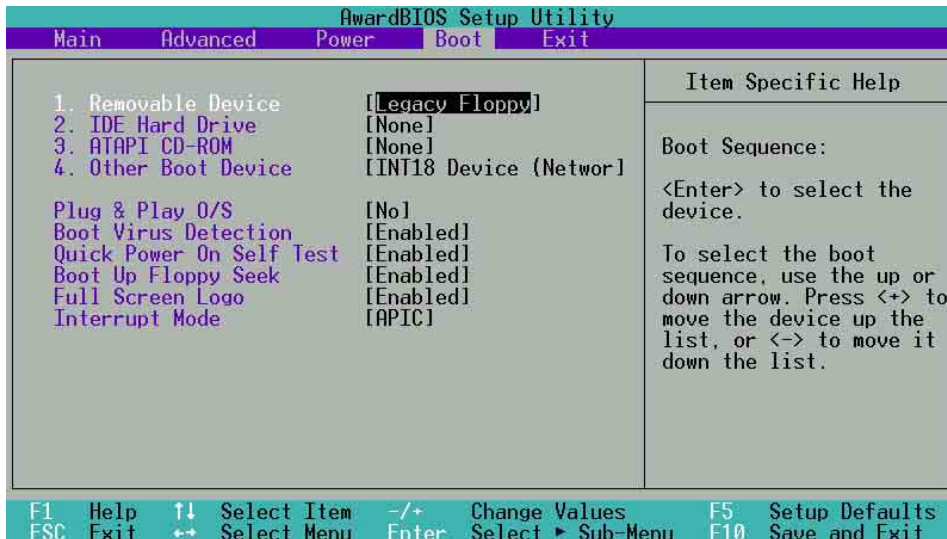 AwardBIOS Setup Utility
Main Advanced Power Boot Exit
1. Removable Device [Legacy Floppy]
2. IDE Hard Drive [None]
3. ATAPI CD-ROM [None]
4. Other Boot Device [INT18 Device (Networ]
Plug & Play O/S [No]
Boot Virus Detection [Enabled]
Quick Power On Self Test [Enabled]
Boot Up Floppy Seek [Enabled]
Full Screen Logo [Enabled]
Interrupt Mode [APIC]
Item Specific Help
Boot Sequence:
<Enter> to select the
device.
To select the boot
sequence, use the up or
down arrow. Press <+> to
move the device up the
list, or <-> to move it
down the list.
F1 Help ↑↓ Select Item -/+ Change Values F5 Setup Defaults
ESC Exit ←→ Select Menu Enter Select ► Sub-Menu F10 Save and Exit